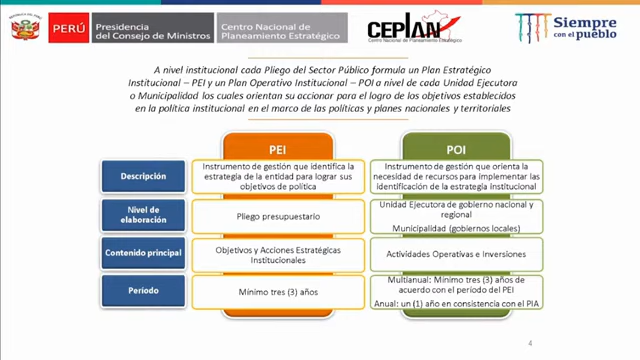 PERÚ
Presidencia
del Consejo de Ministros
Centro Nacional de
Planeamiento Estratégico
CEPLAN
Centro Nacional de Planeamiento Estratégico
Siempre
con el pueblo
A nivel institucional cada Pliego del Sector Público formula un Plan Estratégico
Institucional – PEI y un Plan Operativo Institucional – POI a nivel de cada Unidad Ejecutora
o Municipalidad los cuales orientan su accionar para el logro de los objetivos establecidos
en la política institucional en el marco de las políticas y planes nacionales y territoriales
PEI
POI
Descripción
Instrumento de gestión que identifica la
estrategia de la entidad para lograr sus
objetivos de política
Instrumento de gestión que orienta la
necesidad de recursos para implementar las
identificación de la estrategia institucional
Nivel de
elaboración
Pliego presupuestario
Unidad Ejecutora de gobierno nacional y
regional
Municipalidad (gobiernos locales)
Contenido principal
Objetivos y Acciones Estratégicas
Institucionales
Actividades Operativas e Inversiones
Período
Mínimo tres (3) años
Multianual: Mínimo tres (3) años de
acuerdo con el período del PEI
Anual: un (1) año en consistencia con el PIA
4